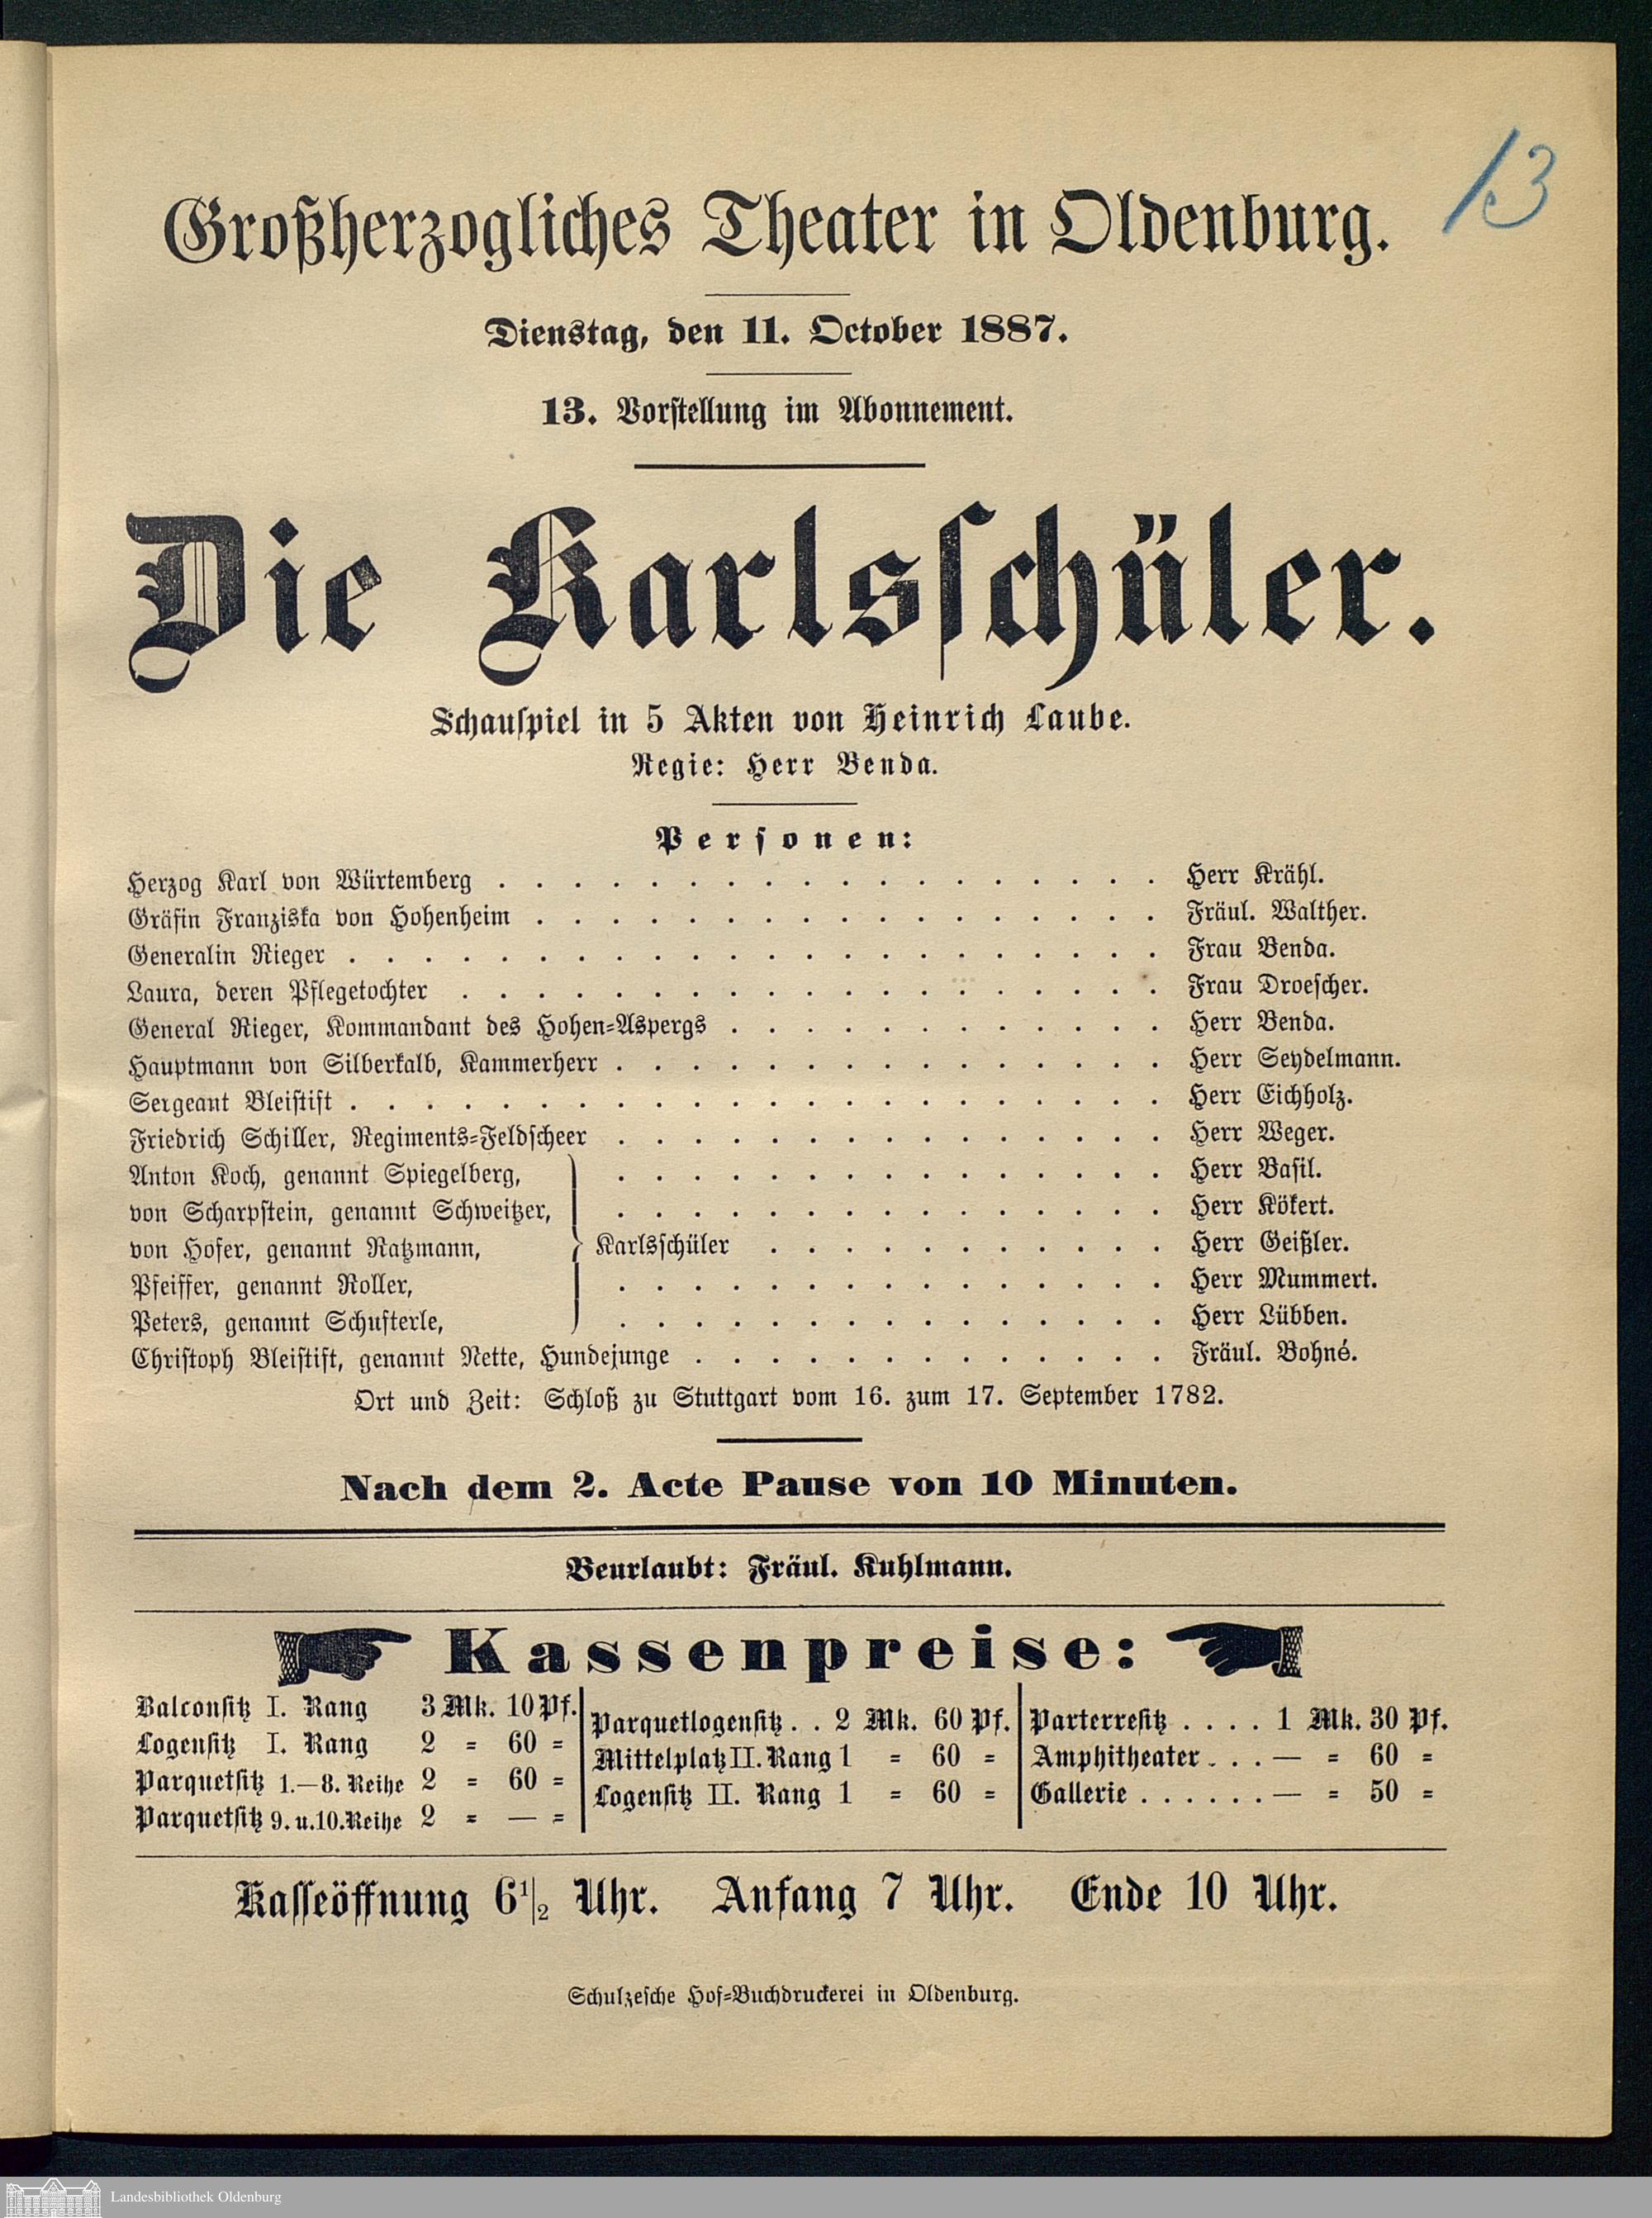 13
Großherzogliches Theater in Oldenburg.
Dienstag, den 11. October 1887.
13. Vorstellung im Abonnement.
Die Karlsschüler.
Schauspiel in 5 Akten von Heinrich Laube.
Regie: Herr Benda.
Personen:
Herzog Karl von Würtemberg . . . . . . . . . . . . . . . . . . Herr Krähl.
Gräfin Franziska von Hohenheim . . . . . . . . . . . . . . . . . Fräul. Walther.
Generalin Rieger . . . . . . . . . . . . . . . . . . . . . . Frau Benda.
Laura, deren Pflegetochter . . . . . . . . . . . . . . . . . . . Frau Droescher.
General Rieger, Kommandant des Hohen-Aspergs . . . . . . . . . . . . Herr Benda.
Hauptmann von Silberkalb, Kammerherr . . . . . . . . . . . . . . . Herr Seydelmann.
Sergeant Bleistift . . . . . . . . . . . . . . . . . . . . . . Herr Eichholz.
Friedrich Schiller, Regiments-Feldscheer . . . . . . . . . . . . . . . Herr Weger.
Anton Koch, genannt Spiegelberg, . . . . . . . . . . . . . . . Herr Basil.
von Scharpstein, genannt Schweitzer, . . . . . . . . . . . . . . . Herr Kökert.
von Hofer, genannt Ratzmann, } Karlsschüler . . . . . . . . . . . Herr Geißler.
Pfeiffer, genannt Roller, . . . . . . . . . . . . . . . Herr Mummert.
Peters, genannt Schufterle, . . . . . . . . . . . . . . . Herr Lübben.
Christoph Bleistift, genannt Nette, Hundejunge . . . . . . . . . . . . . Fräul. Bohné.
Ort und Zeit: Schloß zu Stuttgart vom 16. zum 17. September 1782.
Nach dem 2. Acte Pause von 10 Minuten.
Beurlaubt: Fräul. Kuhlmann.
Kassenpreise:
Balconsitz I. Rang 3 Mk. 10 Pf.
Logensitz I. Rang 2 = 60 =
Parquetsitz 1.—8. Reihe 2 = 60 =
Parquetsitz 9. u. 10. Reihe 2 = — =
Parquetlogensitz . . 2 Mk. 60 Pf.
Mittelplatz II. Rang 1 = 60 =
Logensitz II. Rang 1 = 60 =
Parterresitz . . . . 1 Mk. 30 Pf.
Amphitheater . . . — = 60 =
Gallerie . . . . . . — = 50 =
Kasseöffnung 6 1/2 Uhr. Anfang 7 Uhr. Ende 10 Uhr.
Schulzesche Hof-Buchdruckerei in Oldenburg.
Landesbibliothek Oldenburg